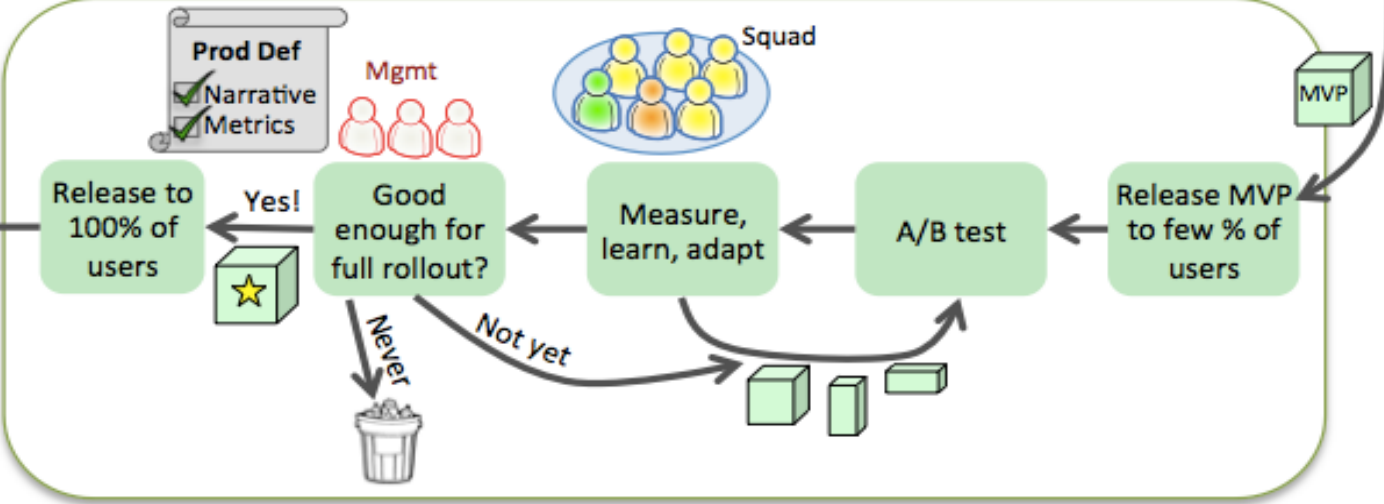 Prod Def
Narrative
Metrics
Mgmt
Squad
MVP
Release to
100% of
users
Yes!
Good
enough for
full rollout?
Measure,
learn, adapt
A/B test
Release MVP
to few % of
users
Never
Not yet